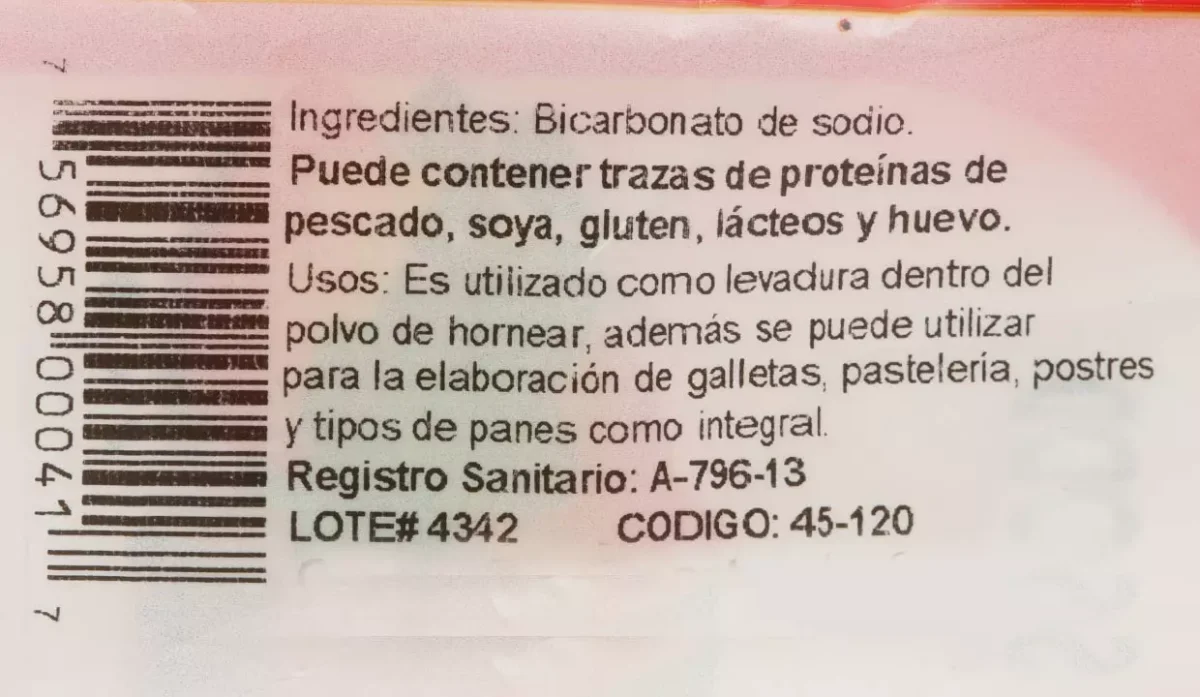 Ingredientes: Bicarbonato de sodio.
Puede contener trazas de proteínas de
pescado, soya, gluten, lácteos y huevo.
Usos: Es utilizado como levadura dentro del
polvo de hornear, además se puede utilizar
para la elaboración de galletas, pastelería, postres
y tipos de panes como integral.
Registro Sanitario: A-796-13
LOTE# 4342 CODIGO: 45-120
7 56958 00041 7